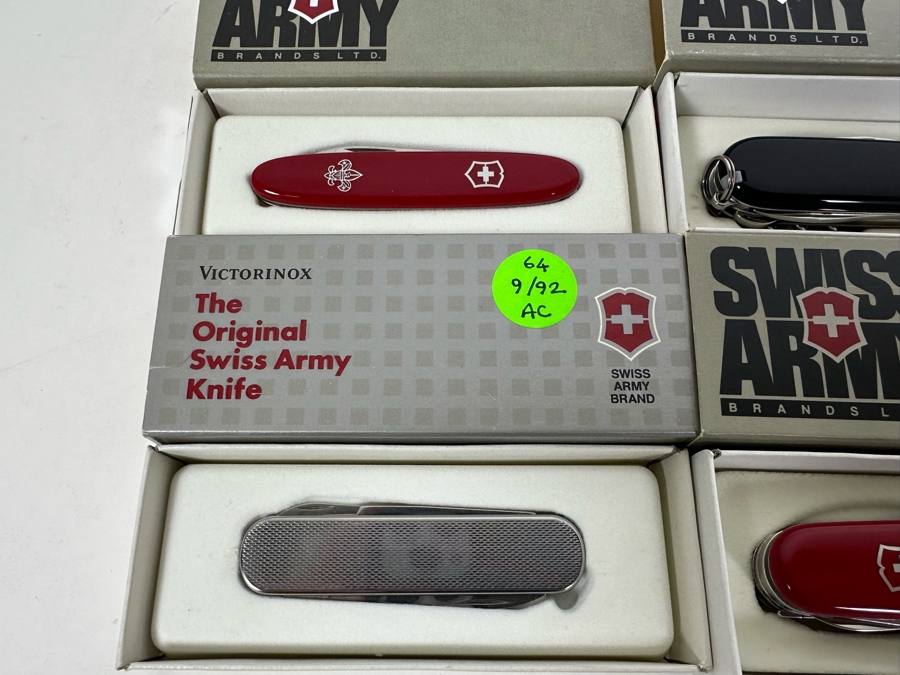 ARMY
BRANDS LTD.
ARMY
BRANDS LTD.
VICTORINOX
The
Original
Swiss Army
Knife
64
9/92
AC
SWISS
ARMY
BRAND
SWISS
ARMY
BRANDS L